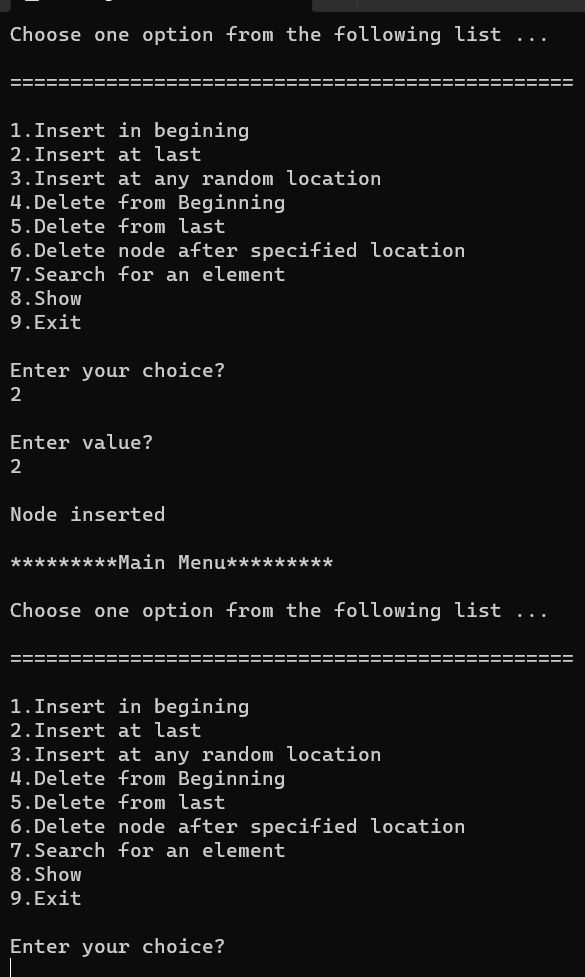 Choose one option from the following list ...
===============================================
1.Insert in begining
2.Insert at last
3.Insert at any random location
4.Delete from Beginning
5.Delete from last
6.Delete node after specified location
7.Search for an element
8.Show
9.Exit
Enter your choice?
2
Enter value?
2
Node inserted
*********Main Menu*********
Choose one option from the following list ...
===============================================
1.Insert in begining
2.Insert at last
3.Insert at any random location
4.Delete from Beginning
5.Delete from last
6.Delete node after specified location
7.Search for an element
8.Show
9.Exit
Enter your choice?